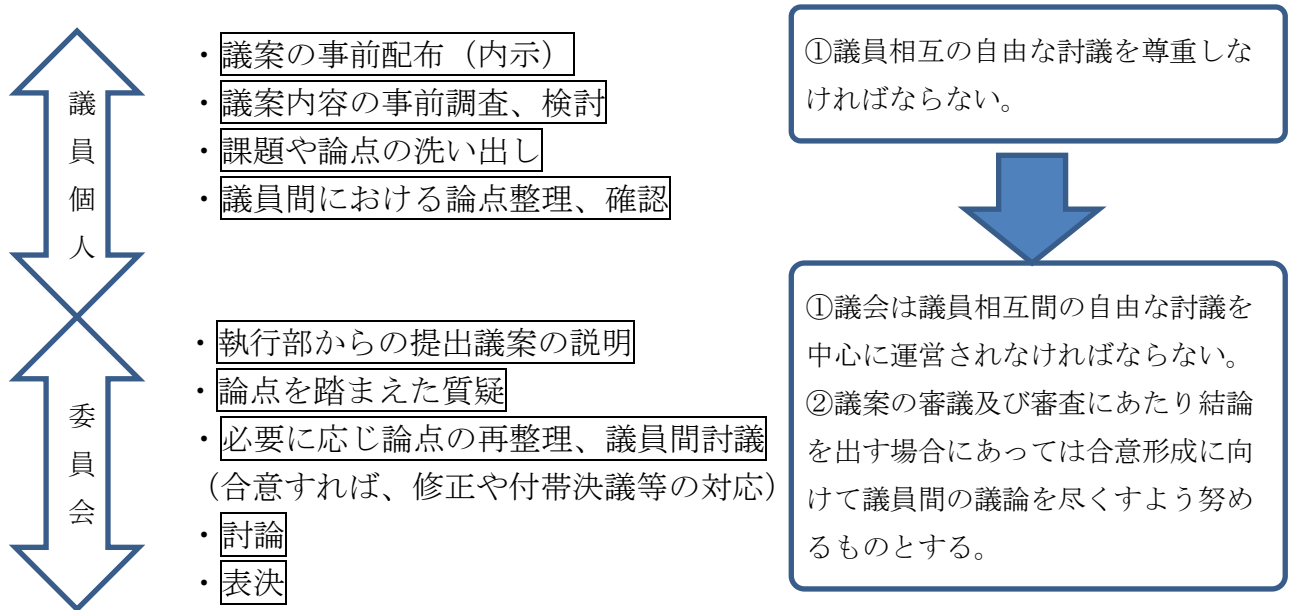 議員個人
・議案の事前配布（内示）
・議案内容の事前調査、検討
・課題や論点の洗い出し
・議員間における論点整理、確認
委員会
・執行部からの提出議案の説明
・論点を踏まえた質疑
・必要に応じ論点の再整理、議員間討議
（合意すれば、修正や付帯決議等の対応）
・討論
・表決
①議員相互の自由な討議を尊重しな
ければならない。
①議会は議員相互間の自由な討議を
中心に運営されなければならない。
②議案の審議及び審査にあたり結論
を出す場合にあっては合意形成に向
けて議員間の議論を尽くすよう努め
るものとする。